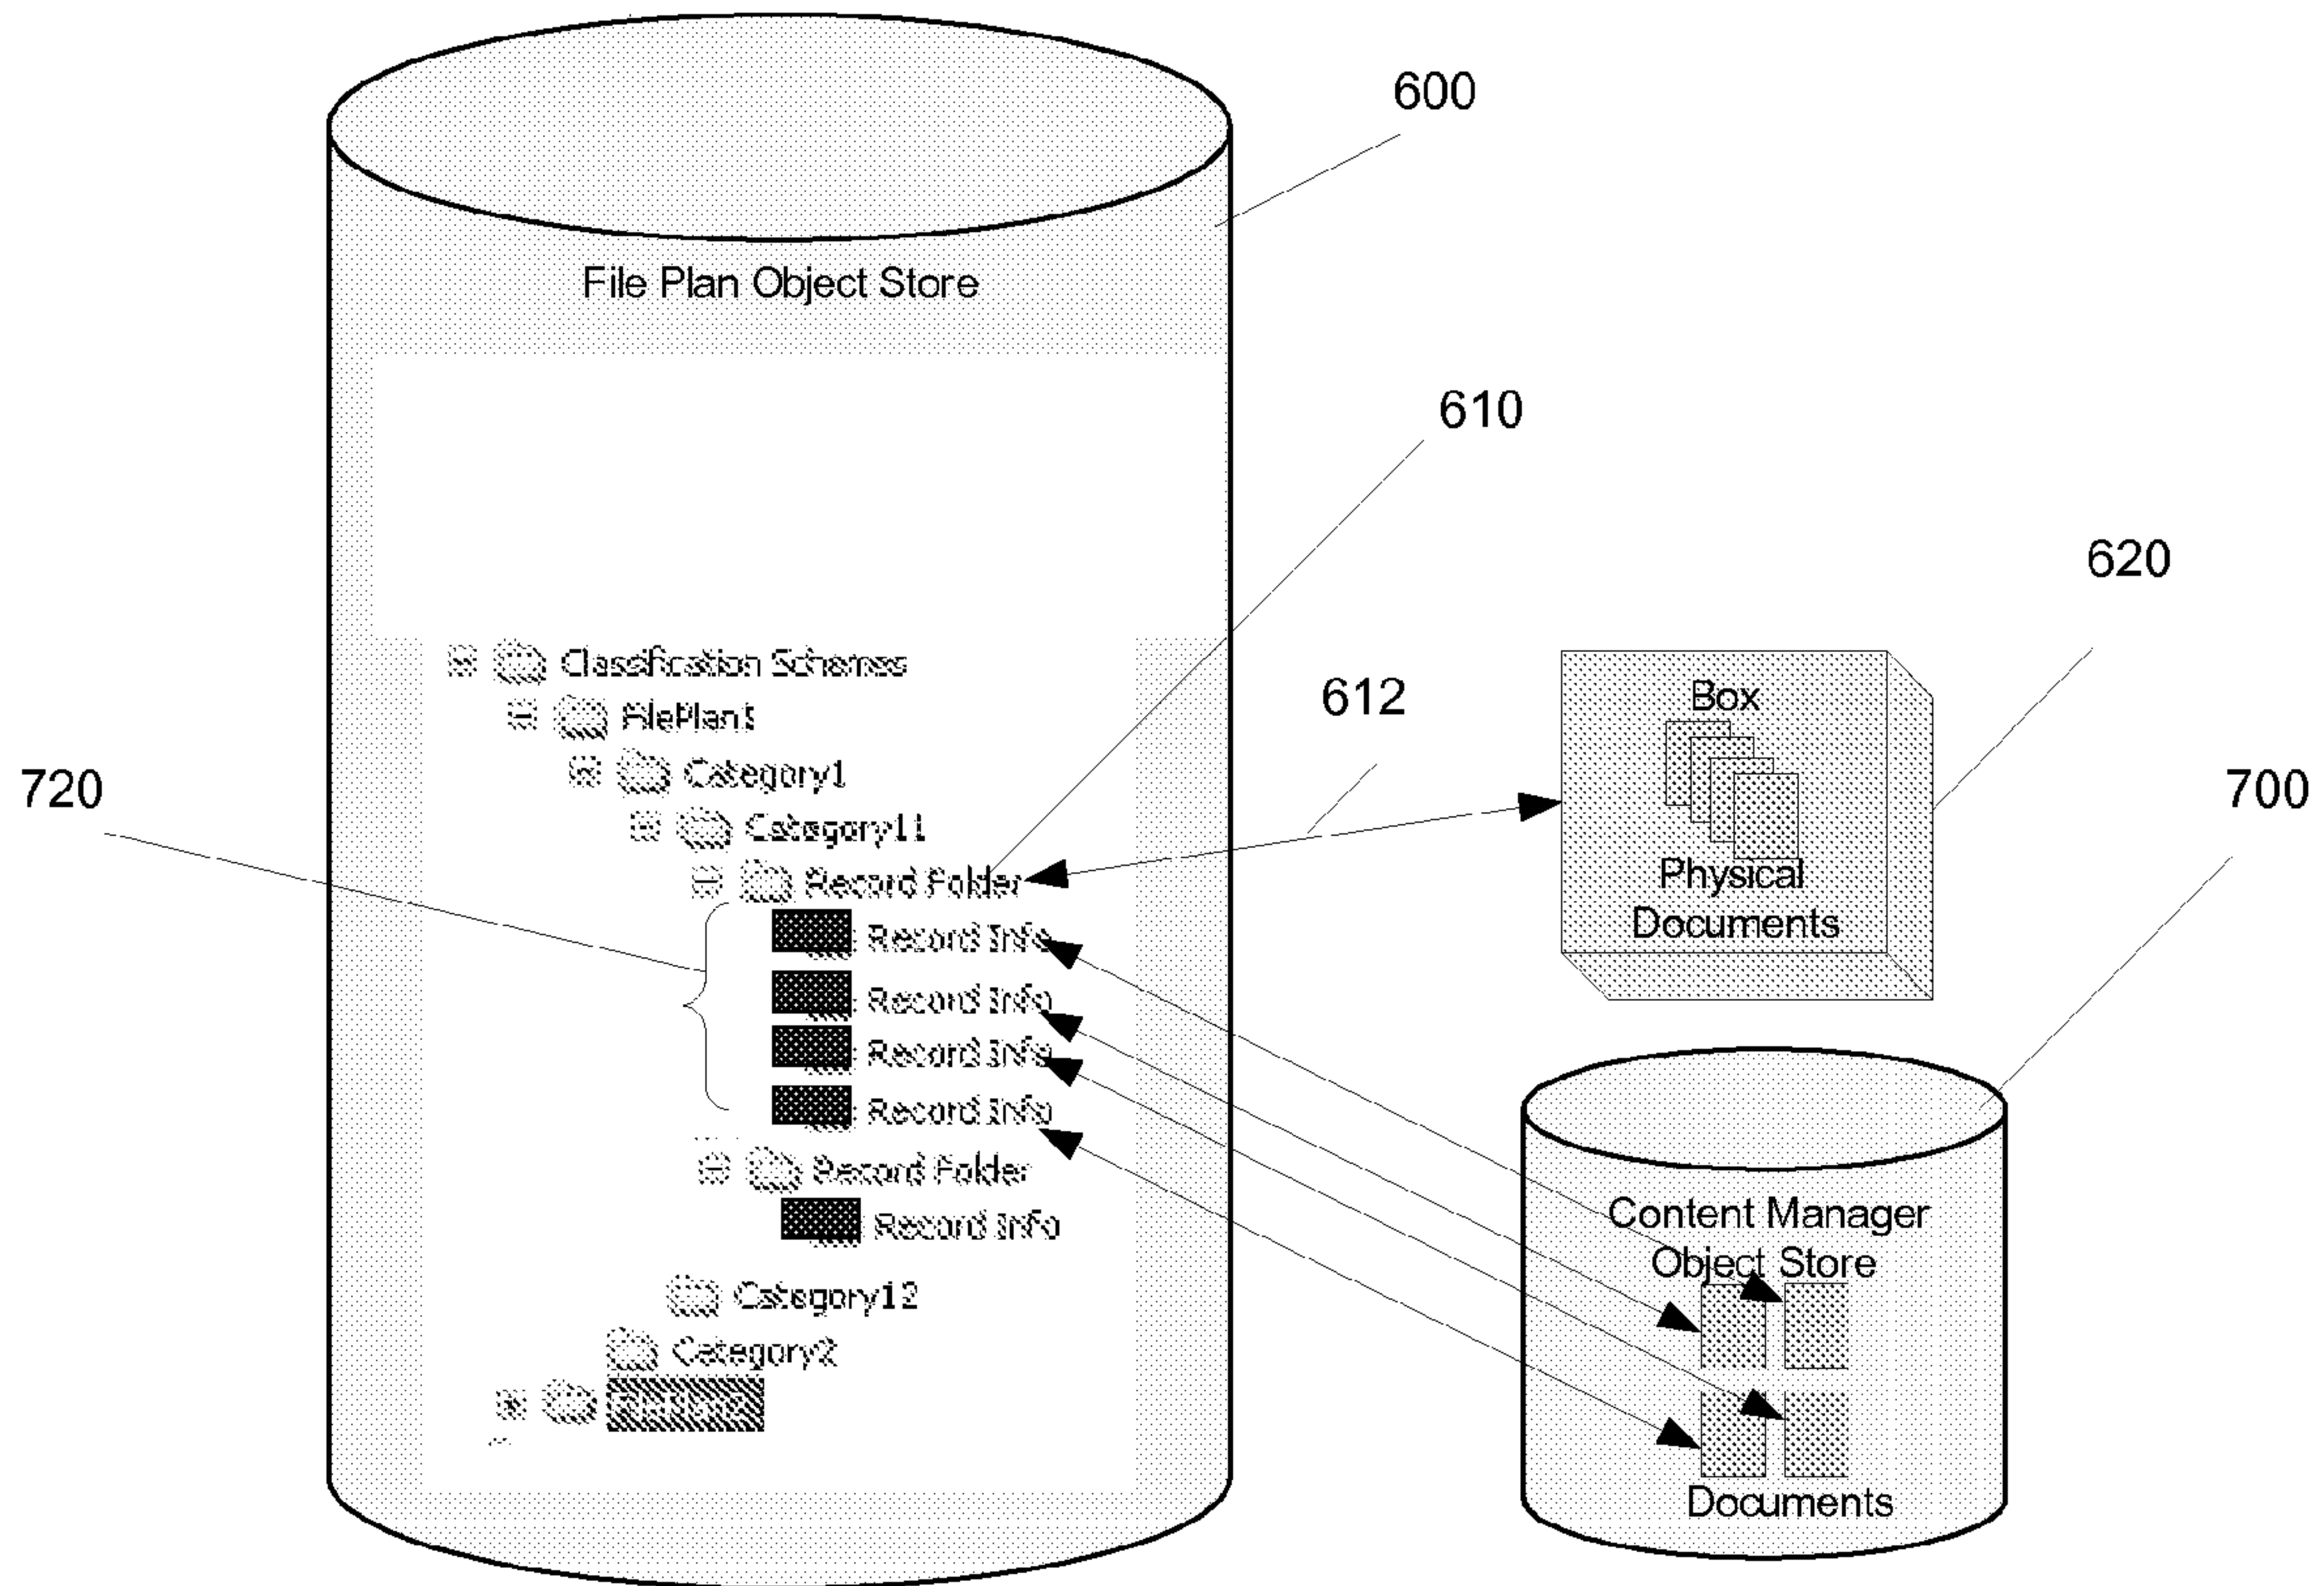 600
File Plan Object Store
610
620
Classification Schemes
FilePlan1
612
Box
Category1
720
700
Category11
Record Folder
Physical
Documents
Record Info
Record Info
Record Info
Record Info
Record Folder
Record Info
Content Manager
Object Store
Category12
Category2
Documents